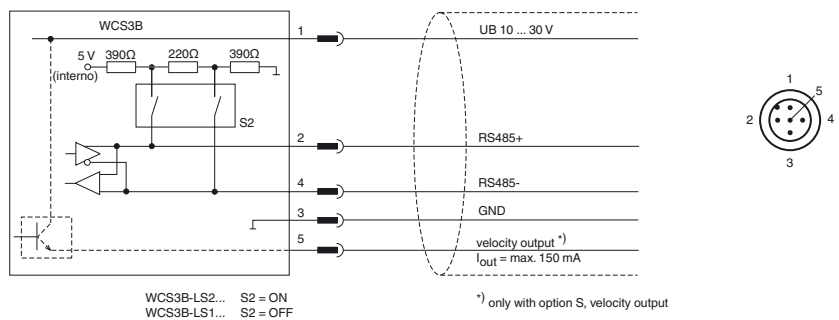 WCS3B
1
UB 10 ... 30 V
5 V 390Ω 220Ω 390Ω
(interno)
S2
2
RS485+
4
RS485-
3
GND
5
velocity output *)
Iout = max. 150 mA
WCS3B-LS2... S2 = ON
WCS3B-LS1... S2 = OFF
*) only with option S, velocity output
1
5
2
4
3